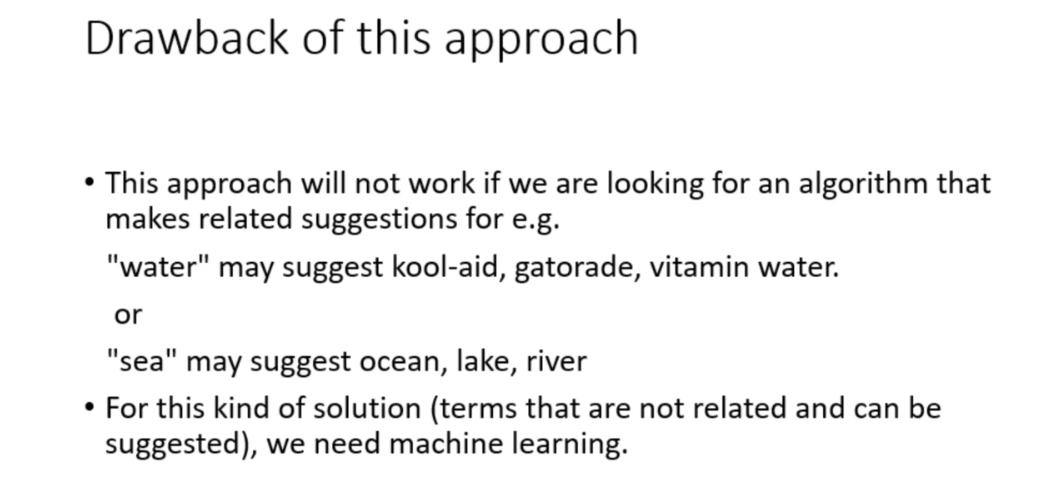 Drawback of this approach
• This approach will not work if we are looking for an algorithm that
makes related suggestions for e.g.
"water" may suggest kool-aid, gatorade, vitamin water.
or
"sea" may suggest ocean, lake, river
• For this kind of solution (terms that are not related and can be
suggested), we need machine learning.